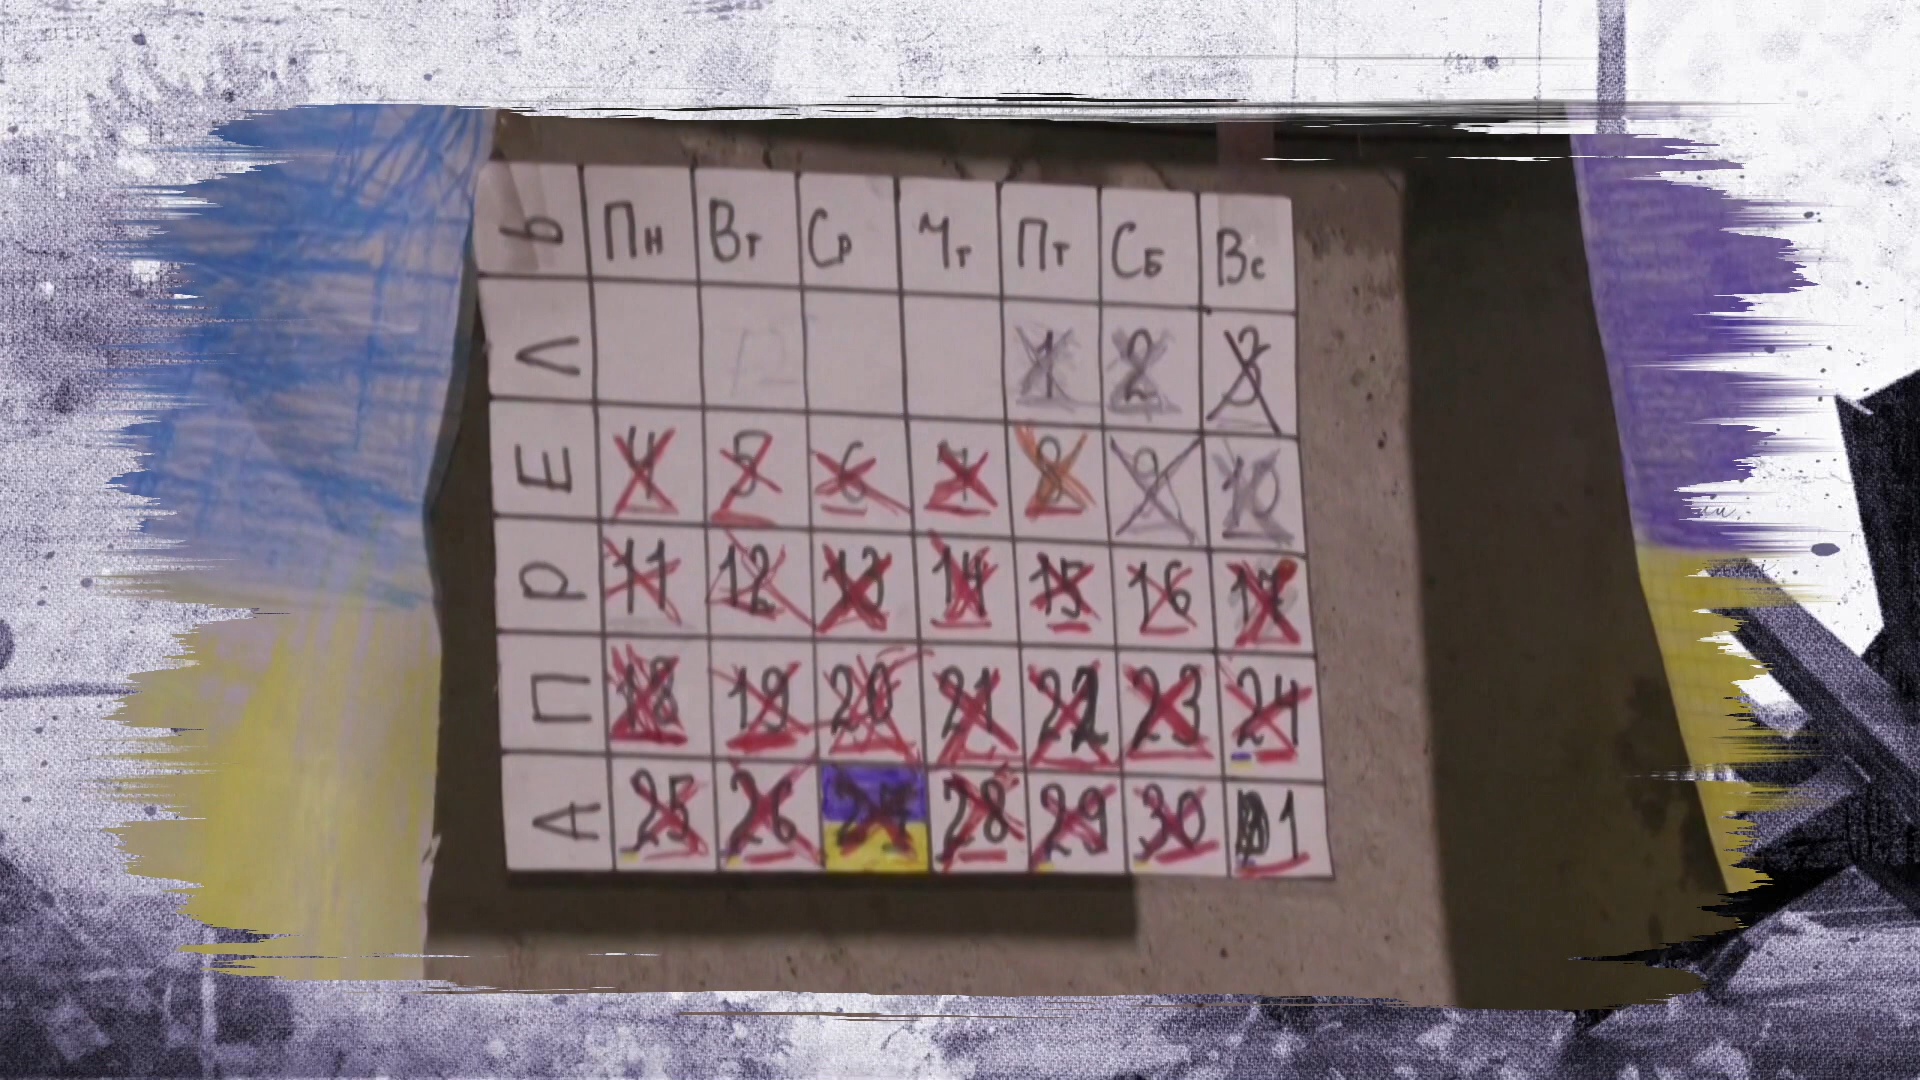 Ь Пн Вт Ср Чт Пт Сб Вс
Л 1 2 3
Е 4 5 6 7 8 9 10
Р 11 12 13 14 15 16 17
П 18 19 20 21 22 23 24
А 25 26 27 28 29 30 1